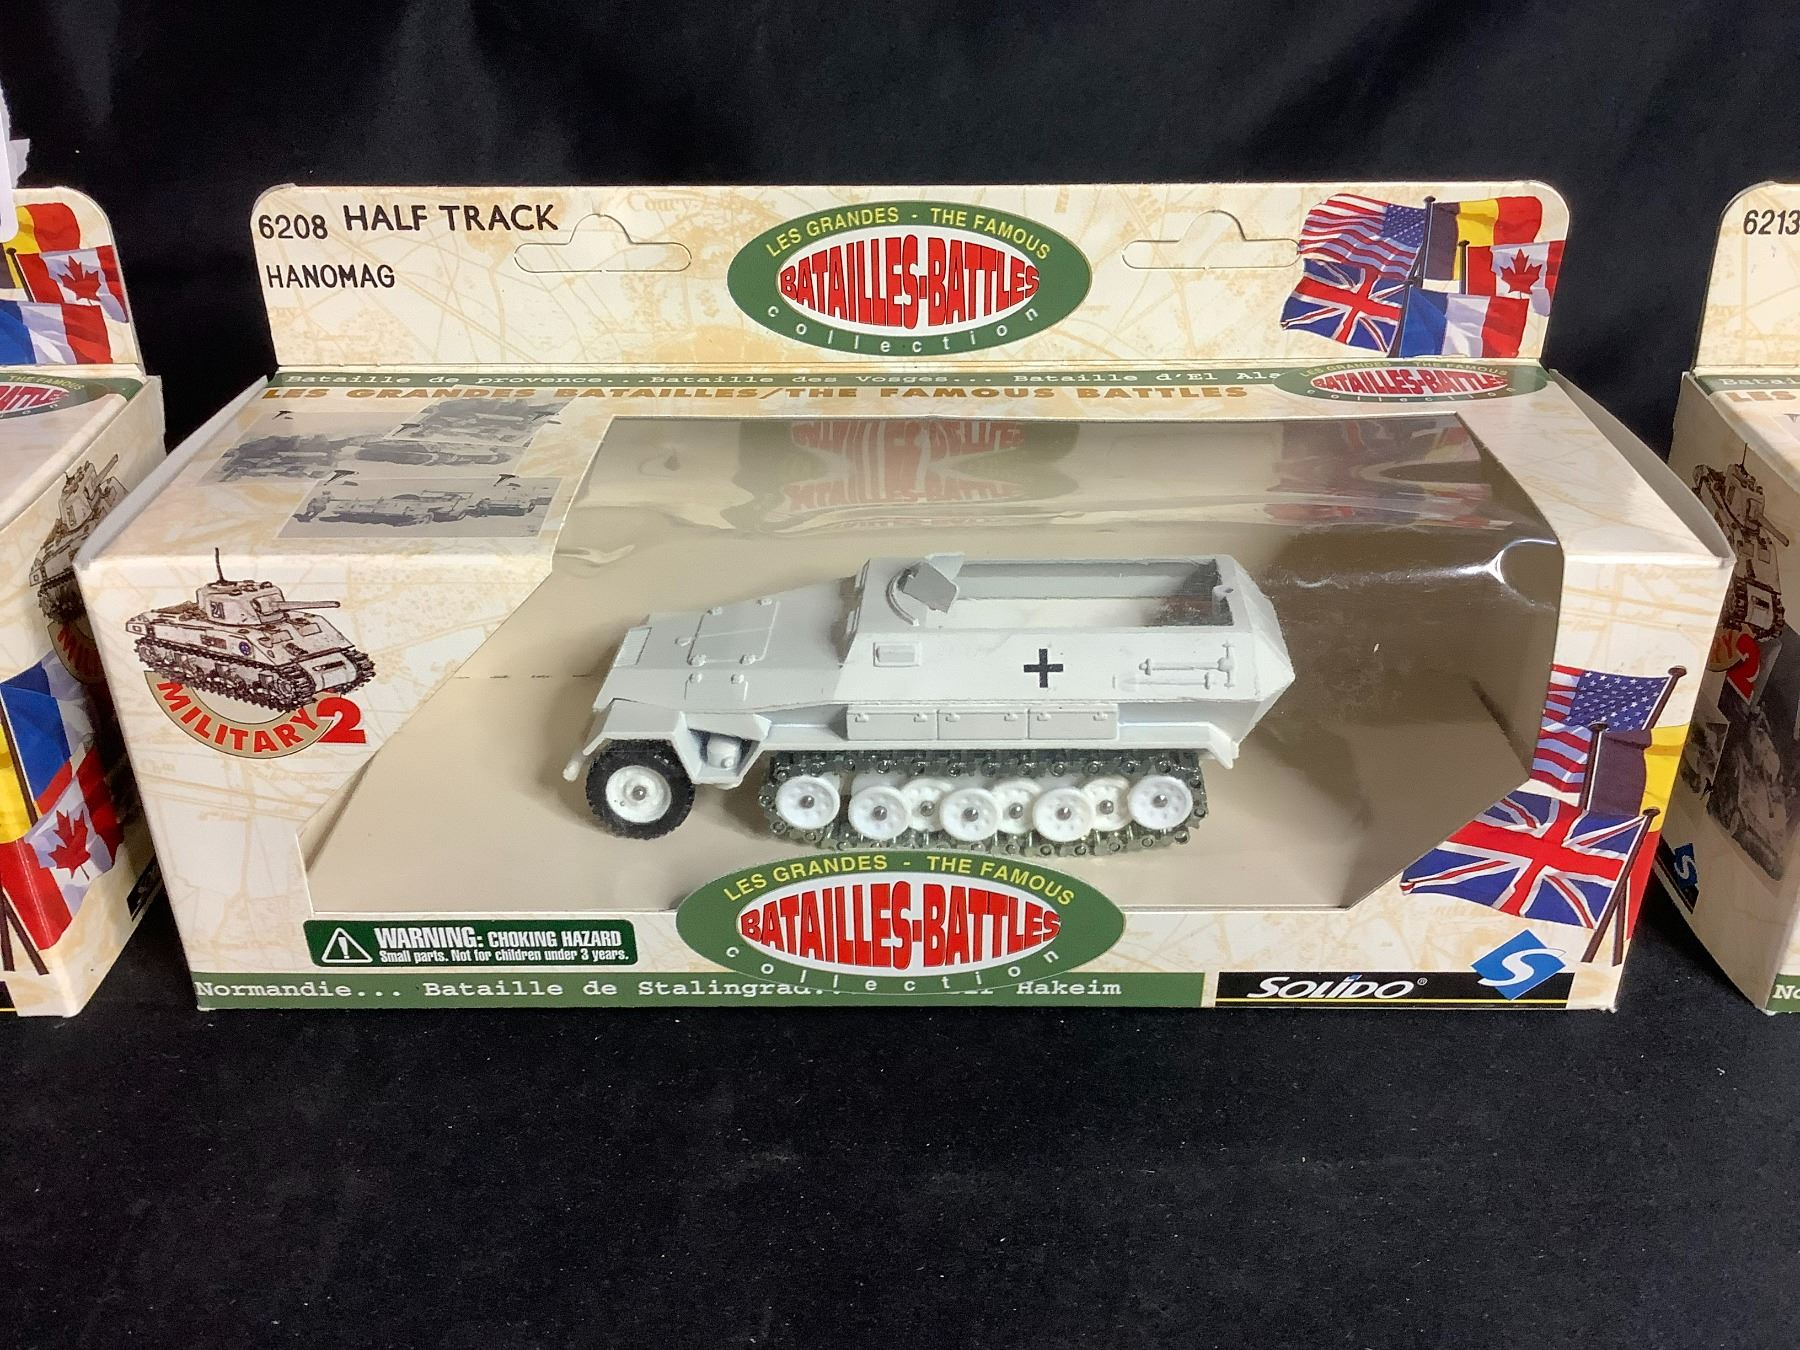 6208 HALF TRACK
HANOMAG
LES GRANDES - THE FAMOUS
BATAILLES-BATTLES
collection
6213
Bataille de provence...Bataille des Vosges... Bataille d'El Ala
LES GRANDES BATAILLES/THE FAMOUS BATTLES
BATAILLES-BATTLES
collection
MILITARY 2
LES GRANDES - THE FAMOUS
BATAILLES-BATTLES
collection
WARNING: CHOKING HAZARD
Small parts. Not for children under 3 years.
Normandie... Bataille de Stalingrad. Hakeim
SOLIDO®
LES